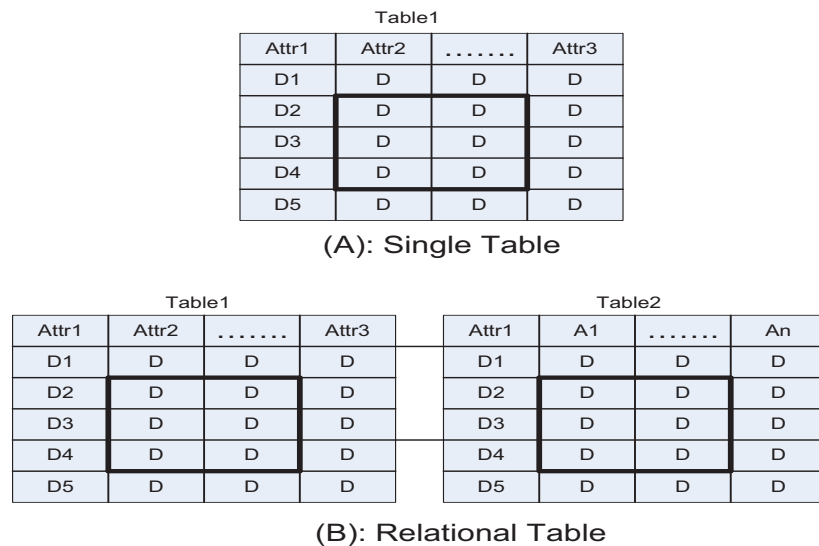 Table1
Attr1 Attr2 ....... Attr3
D1 D D D
D2 D D D
D3 D D D
D4 D D D
D5 D D D
(A): Single Table
Table1
Attr1 Attr2 ....... Attr3
D1 D D D
D2 D D D
D3 D D D
D4 D D D
D5 D D D
Table2
Attr1 A1 ....... An
D1 D D D
D2 D D D
D3 D D D
D4 D D D
D5 D D D
(B): Relational Table